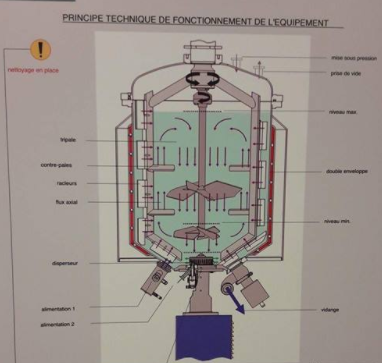 PRINCIPE TECHNIQUE DE FONCTIONNEMENT DE L'EQUIPEMENT
!
nettoyage en place
mise sous pression
prise de vide
niveau max.
tripale
contre-pales
racleurs
flux axial
double enveloppe
niveau min.
disperseur
alimentation 1
alimentation 2
vidange